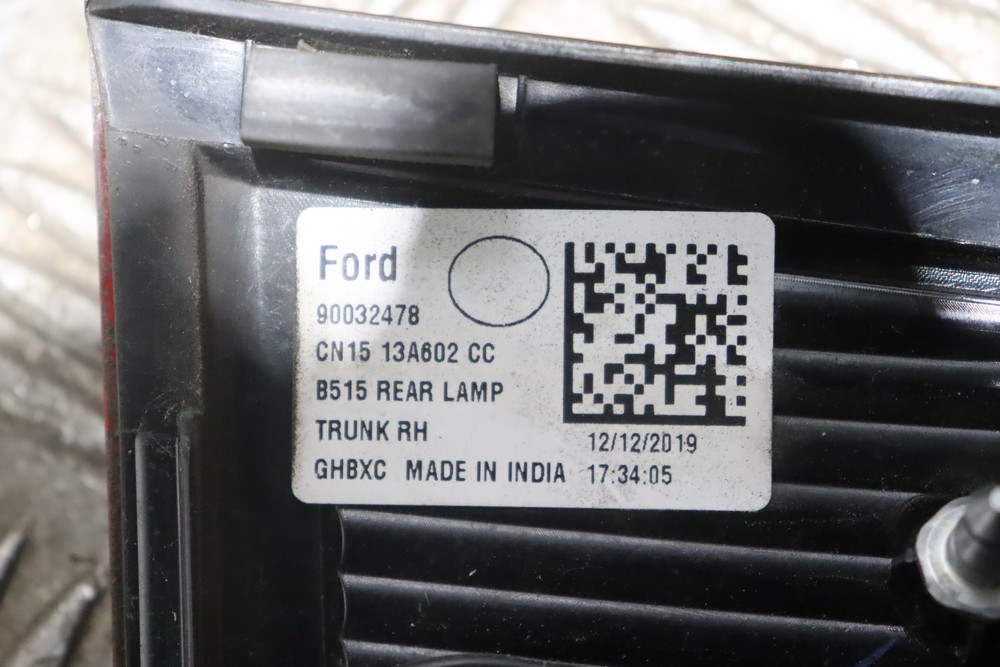 Ford
90032478
CN15 13A602 CC
B515 REAR LAMP
TRUNK RH
12/12/2019
GHBXC MADE IN INDIA 17:34:05